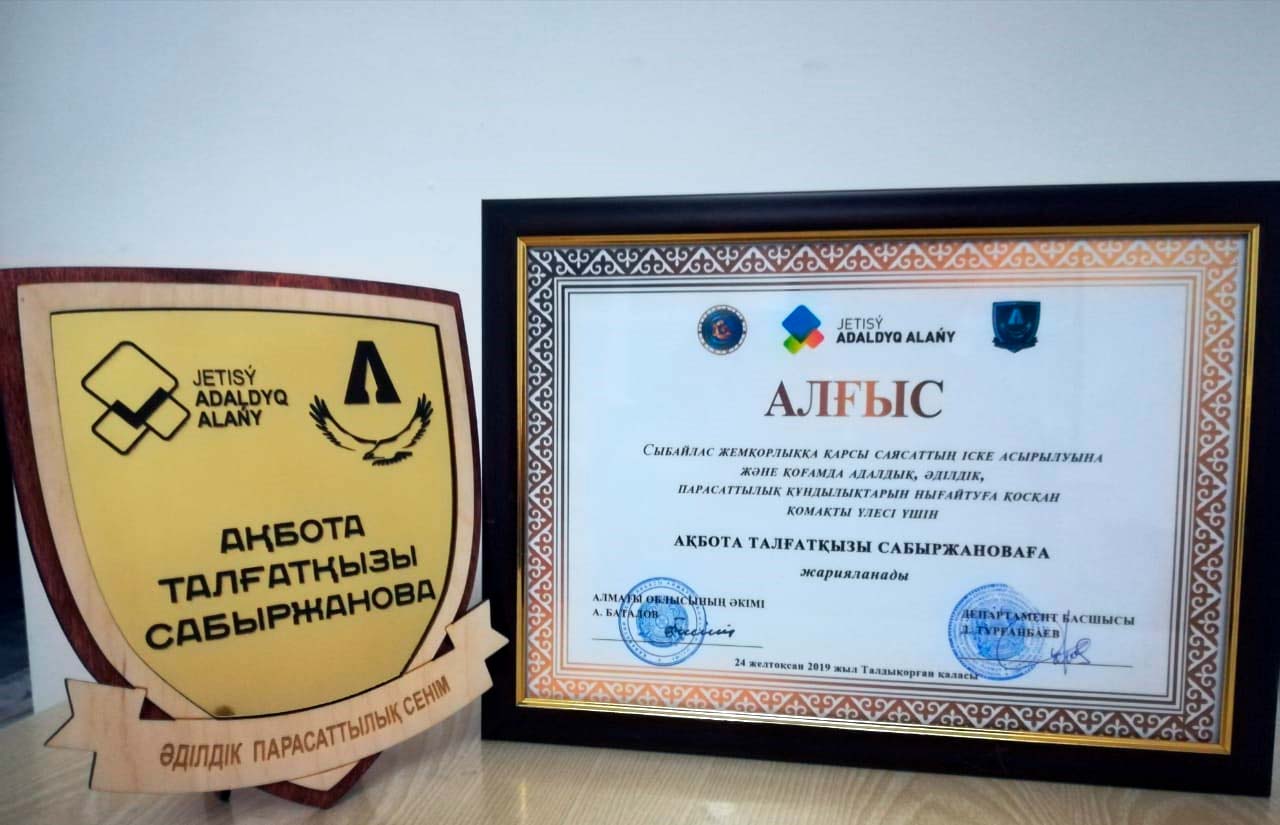 JETISÝ
ADALDYQ
ALAŃY
АҚБОТА
ТАЛҒАТҚЫЗЫ
САБЫРЖАНОВА
ӘДІЛДІК ПАРАСАТТЫЛЫҚ СЕНІМ
JETISÝ
ADALDYQ ALAŃY
АЛҒЫС
СЫБАЙЛАС ЖЕМҚОРЛЫҚҚА ҚАРСЫ САЯСАТТЫҢ ІСКЕ АСЫРЫЛУЫНА
ЖӘНЕ ҚОҒАМДА АДАЛДЫҚ, ӘДІЛДІК,
ПАРАСАТТЫЛЫҚ ҚҰНДЫЛЫҚТАРЫН НЫҒАЙТУҒА ҚОСҚАН
ҚОМАҚТЫ ҮЛЕСІ ҮШІН
АҚБОТА ТАЛҒАТҚЫЗЫ САБЫРЖАНОВАҒА
жарияланады
АЛМАТЫ ОБЛЫСЫНЫҢ ӘКІМІ
А. БАТАЛОВ
ДЕПАРТАМЕНТ БАСШЫСЫ
Д. ТҰРҒАНБАЕВ
24 желтоқсан 2019 жыл Талдықорған қаласы